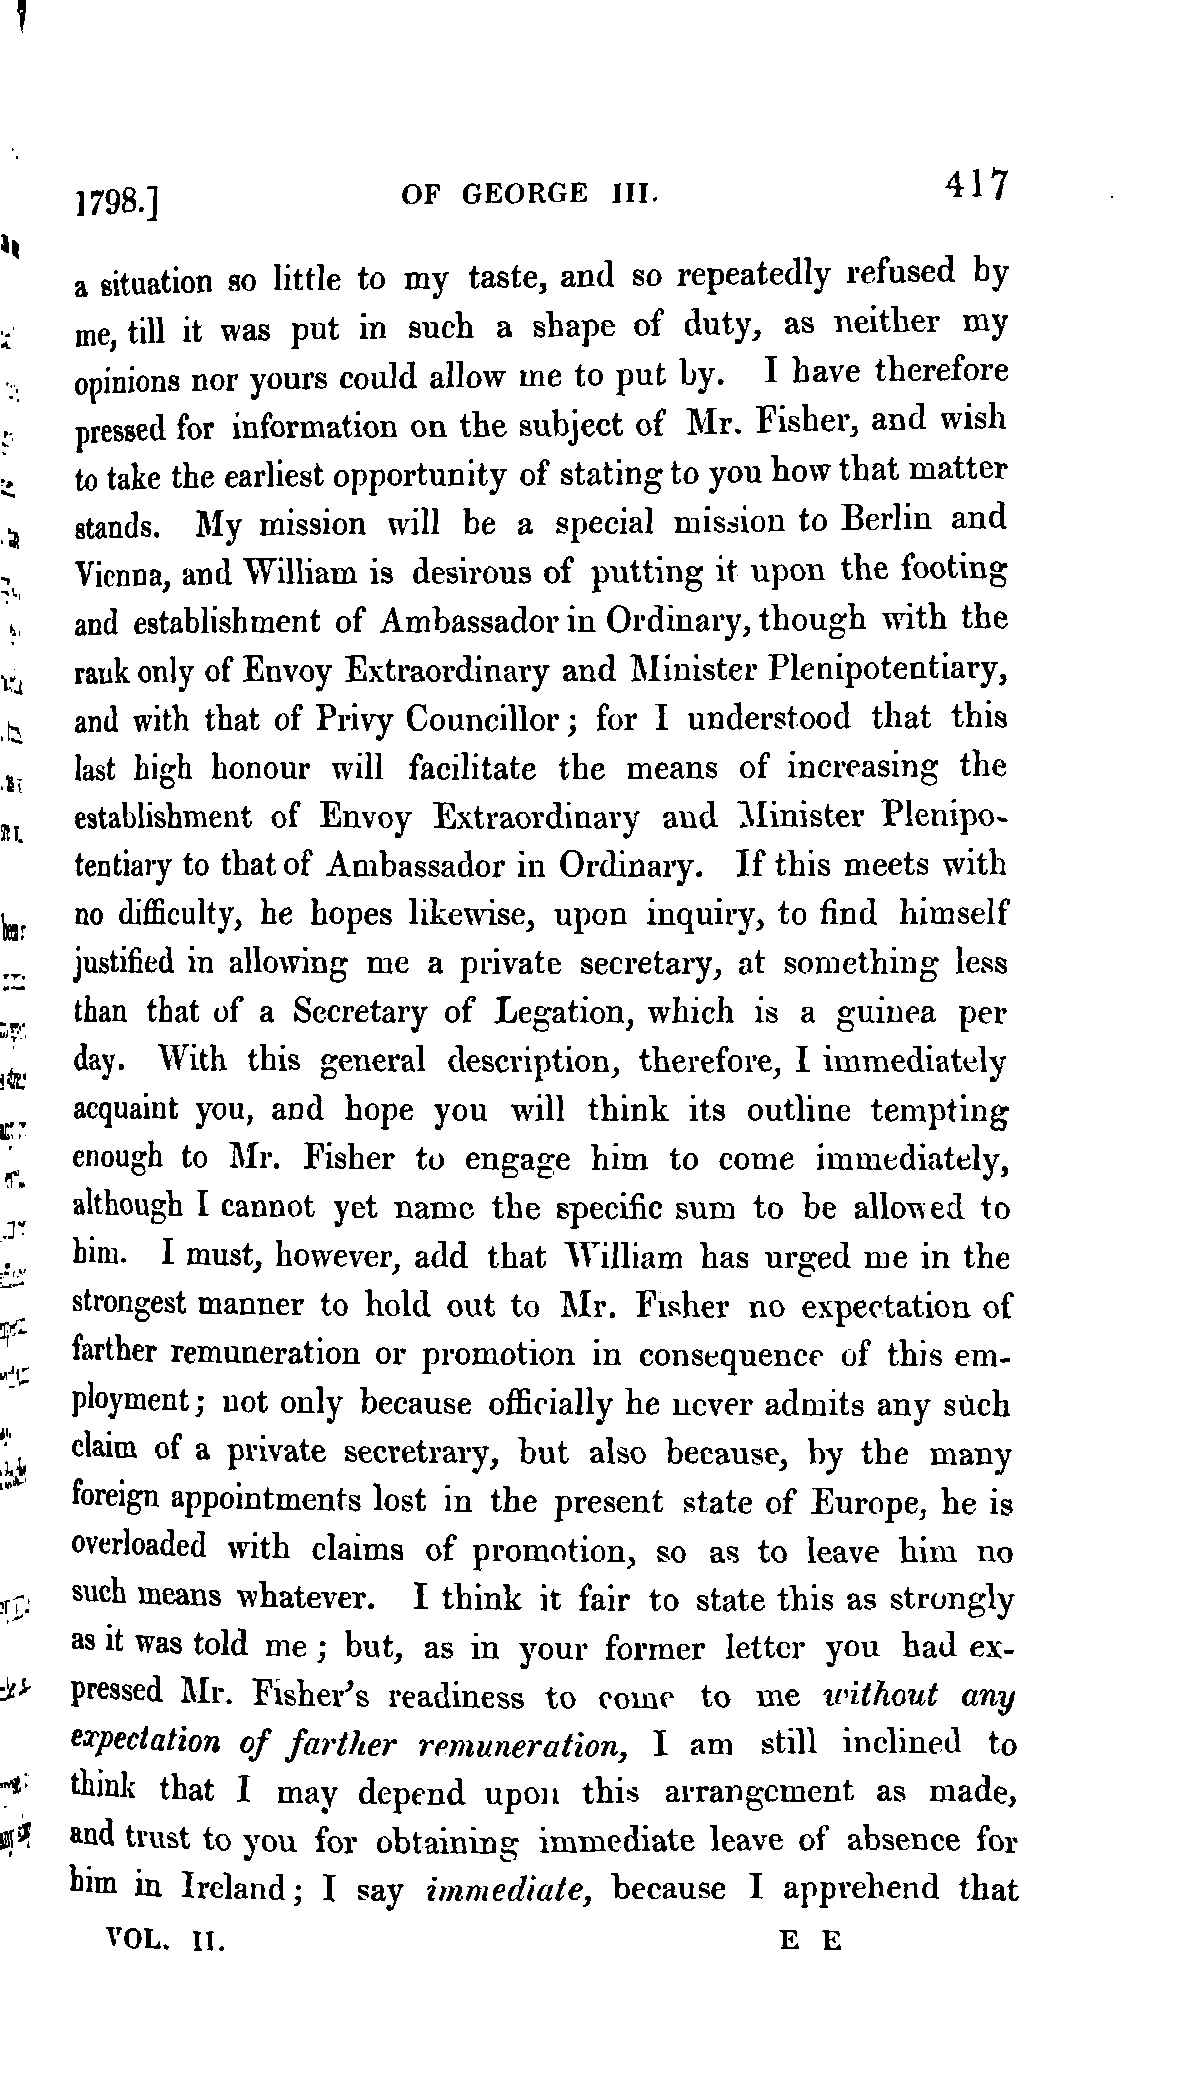 1798.] OF GEORGE III. 417
a situation so little to my taste, and so repeatedly refused by
me, till it was put in such a shape of duty, as neither my
opinions nor yours could allow me to put by. I have therefore
pressed for information on the subject of Mr. Fisher, and wish
to take the earliest opportunity of stating to you how that matter
stands. My mission will be a special mission to Berlin and
Vienna, and William is desirous of putting it upon the footing
and establishment of Ambassador in Ordinary, though with the
rank only of Envoy Extraordinary and Minister Plenipotentiary,
and with that of Privy Councillor; for I understood that this
last high honour will facilitate the means of increasing the
establishment of Envoy Extraordinary and Minister Plenipo-
tentiary to that of Ambassador in Ordinary. If this meets with
no difficulty, he hopes likewise, upon inquiry, to find himself
justified in allowing me a private secretary, at something less
than that of a Secretary of Legation, which is a guinea per
day. With this general description, therefore, I immediately
acquaint you, and hope you will think its outline tempting
enough to Mr. Fisher to engage him to come immediately,
although I cannot yet name the specific sum to be allowed to
him. I must, however, add that William has urged me in the
strongest manner to hold out to Mr. Fisher no expectation of
farther remuneration or promotion in consequence of this em-
ployment; not only because officially he never admits any such
claim of a private secretrary, but also because, by the many
foreign appointments lost in the present state of Europe, he is
overloaded with claims of promotion, so as to leave him no
such means whatever. I think it fair to state this as strongly
as it was told me; but, as in your former letter you had ex-
pressed Mr. Fisher's readiness to come to me without any
expectation of farther remuneration, I am still inclined to
think that I may depend upon this arrangement as made,
and trust to you for obtaining immediate leave of absence for
him in Ireland; I say immediate, because I apprehend that
VOL. II. E E